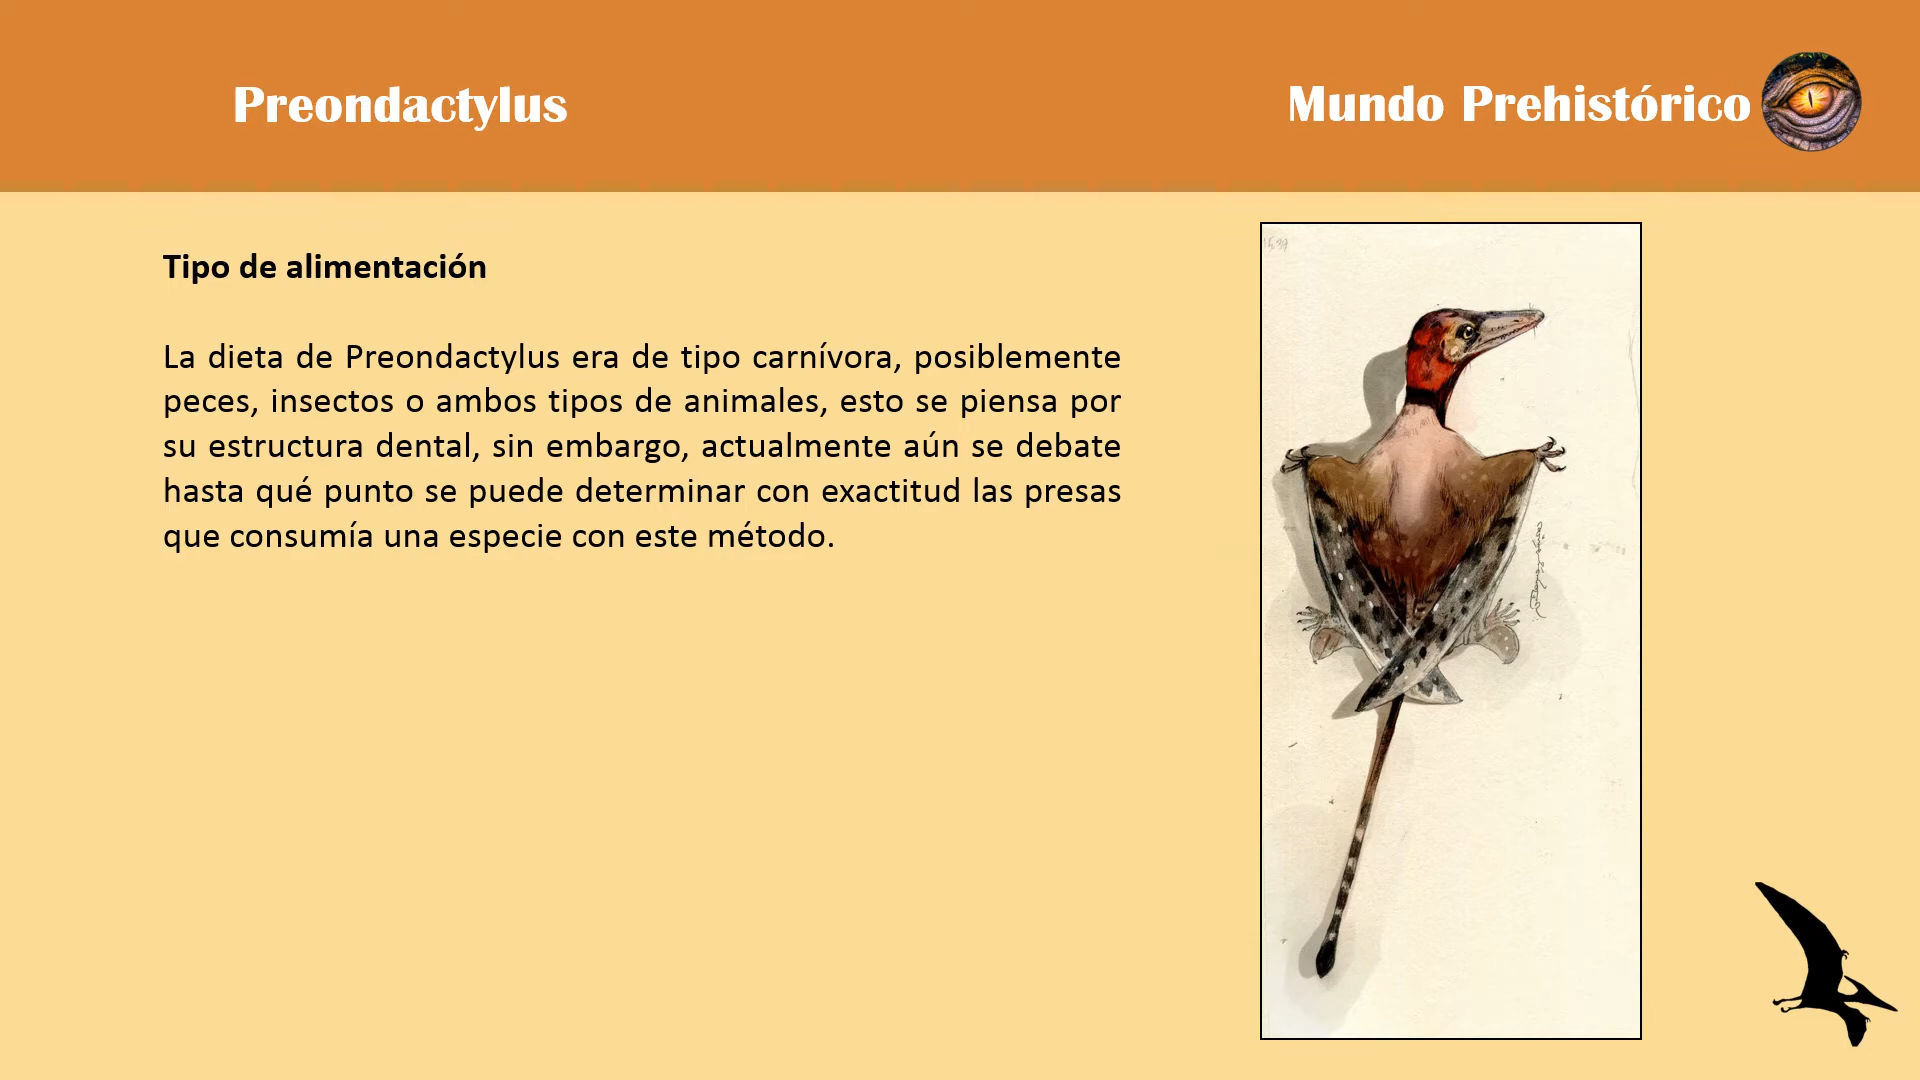 Preondactylus
Mundo Prehistórico
Tipo de alimentación
La dieta de Preondactylus era de tipo carnívora, posiblemente
peces, insectos o ambos tipos de animales, esto se piensa por
su estructura dental, sin embargo, actualmente aún se debate
hasta qué punto se puede determinar con exactitud las presas
que consumía una especie con este método.